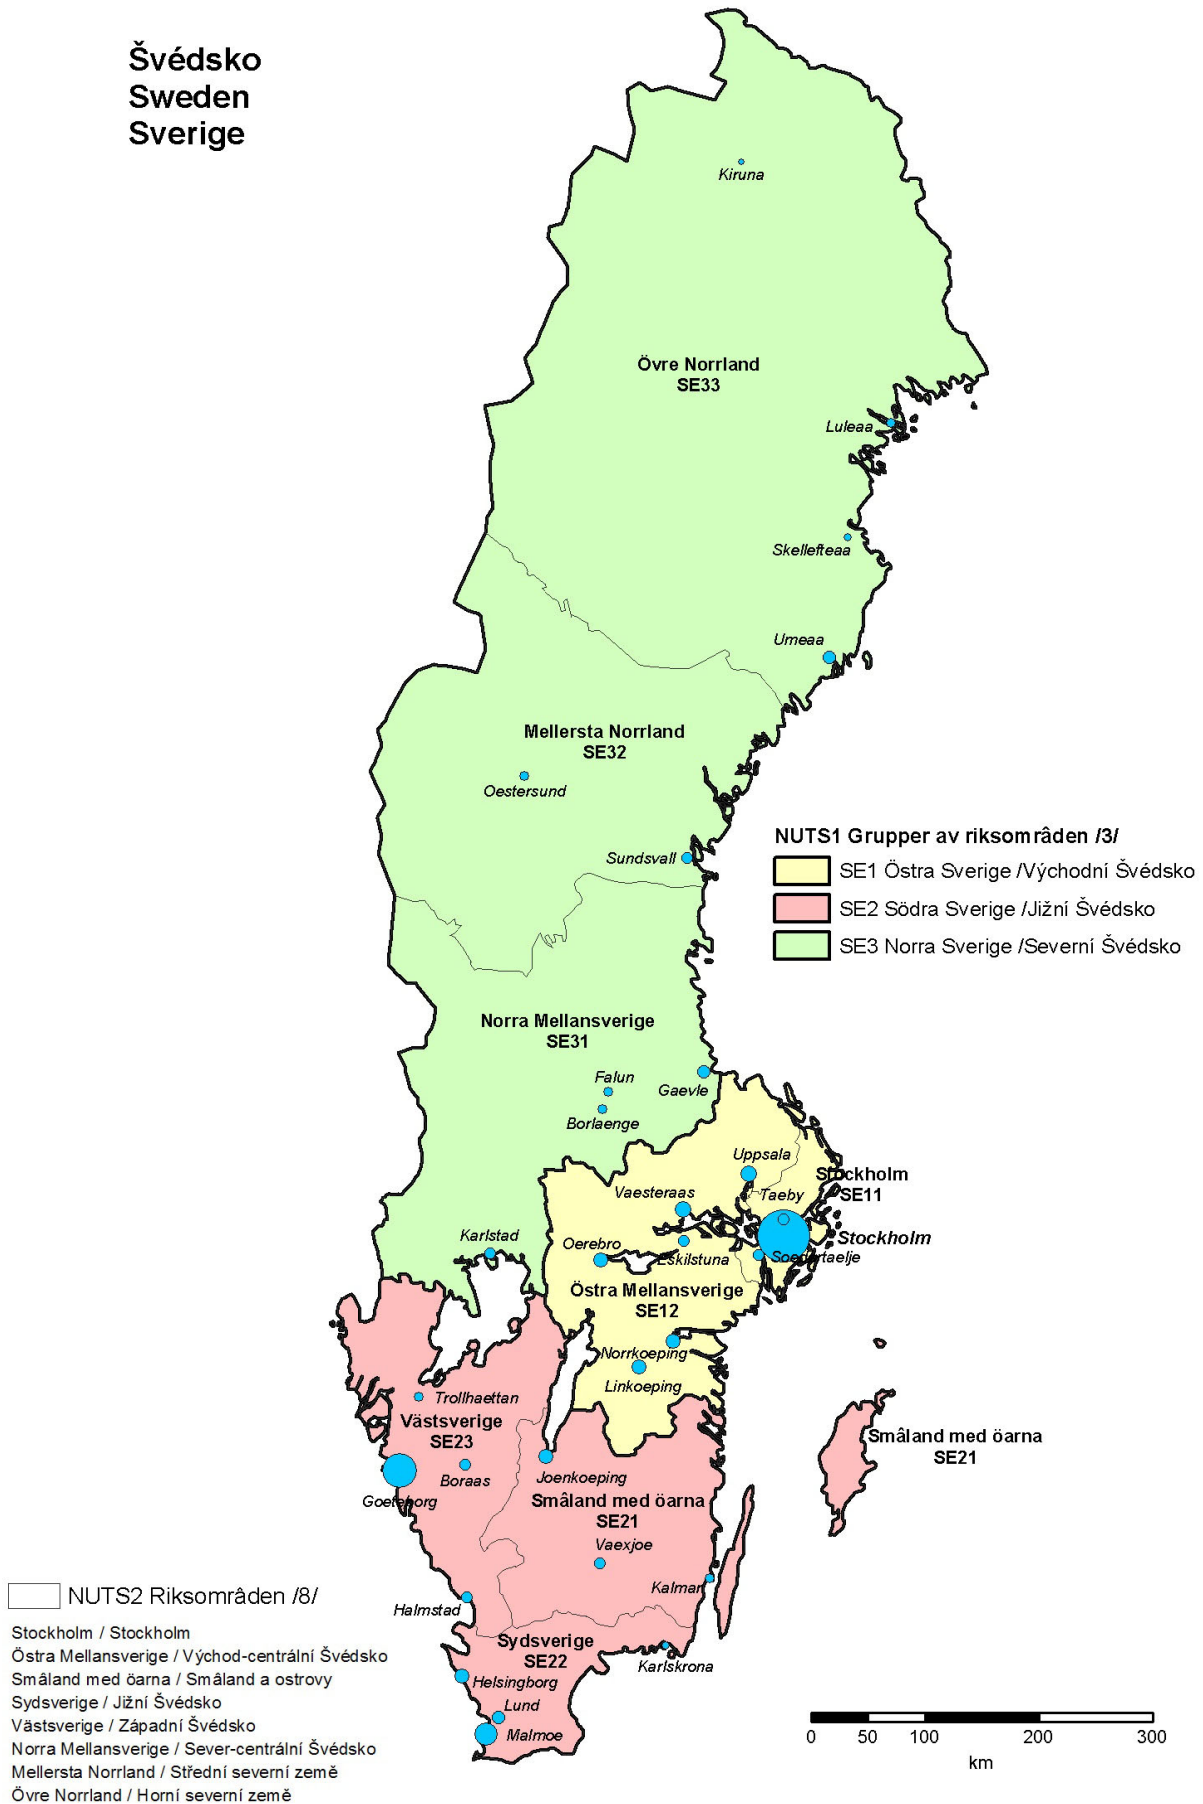 Švédsko
Sweden
Sverige
Kiruna
Övre Norrland
SE33
Luleaa
Skellefteaa
Umeaa
Mellersta Norrland
SE32
Oestersund
Sundsvall
NUTS1 Grupper av riksområden /3/
SE1 Östra Sverige /Východní Švédsko
SE2 Södra Sverige /Jižní Švédsko
SE3 Norra Sverige /Severní Švédsko
Norra Mellansverige
SE31
Falun
Gaevle
Borlaenge
Uppsala
Stockholm
SE11
Vaesteraas
Taeby
Karlstad
Oerebro
Stockholm
Eskilstuna
Soedertaelje
Östra Mellansverige
SE12
Norrkoeping
Linkoeping
Trollhaettan
Västsverige
SE23
Småland med öarna
SE21
Boraas
Joenkoeping
Goeteborg
Småland med öarna
SE21
Vaexjoe
Kalmar
Halmstad
Sydsverige
SE22
Karlskrona
Helsingborg
Lund
Malmoe
NUTS2 Riksområden /8/
Stockholm / Stockholm
Östra Mellansverige / Východ-centrální Švédsko
Småland med öarna / Småland a ostrovy
Sydsverige / Jižní Švédsko
Västsverige / Západní Švédsko
Norra Mellansverige / Sever-centrální Švédsko
Mellersta Norrland / Střední severní země
Övre Norrland / Horní severní země
0 50 100 200 300
km